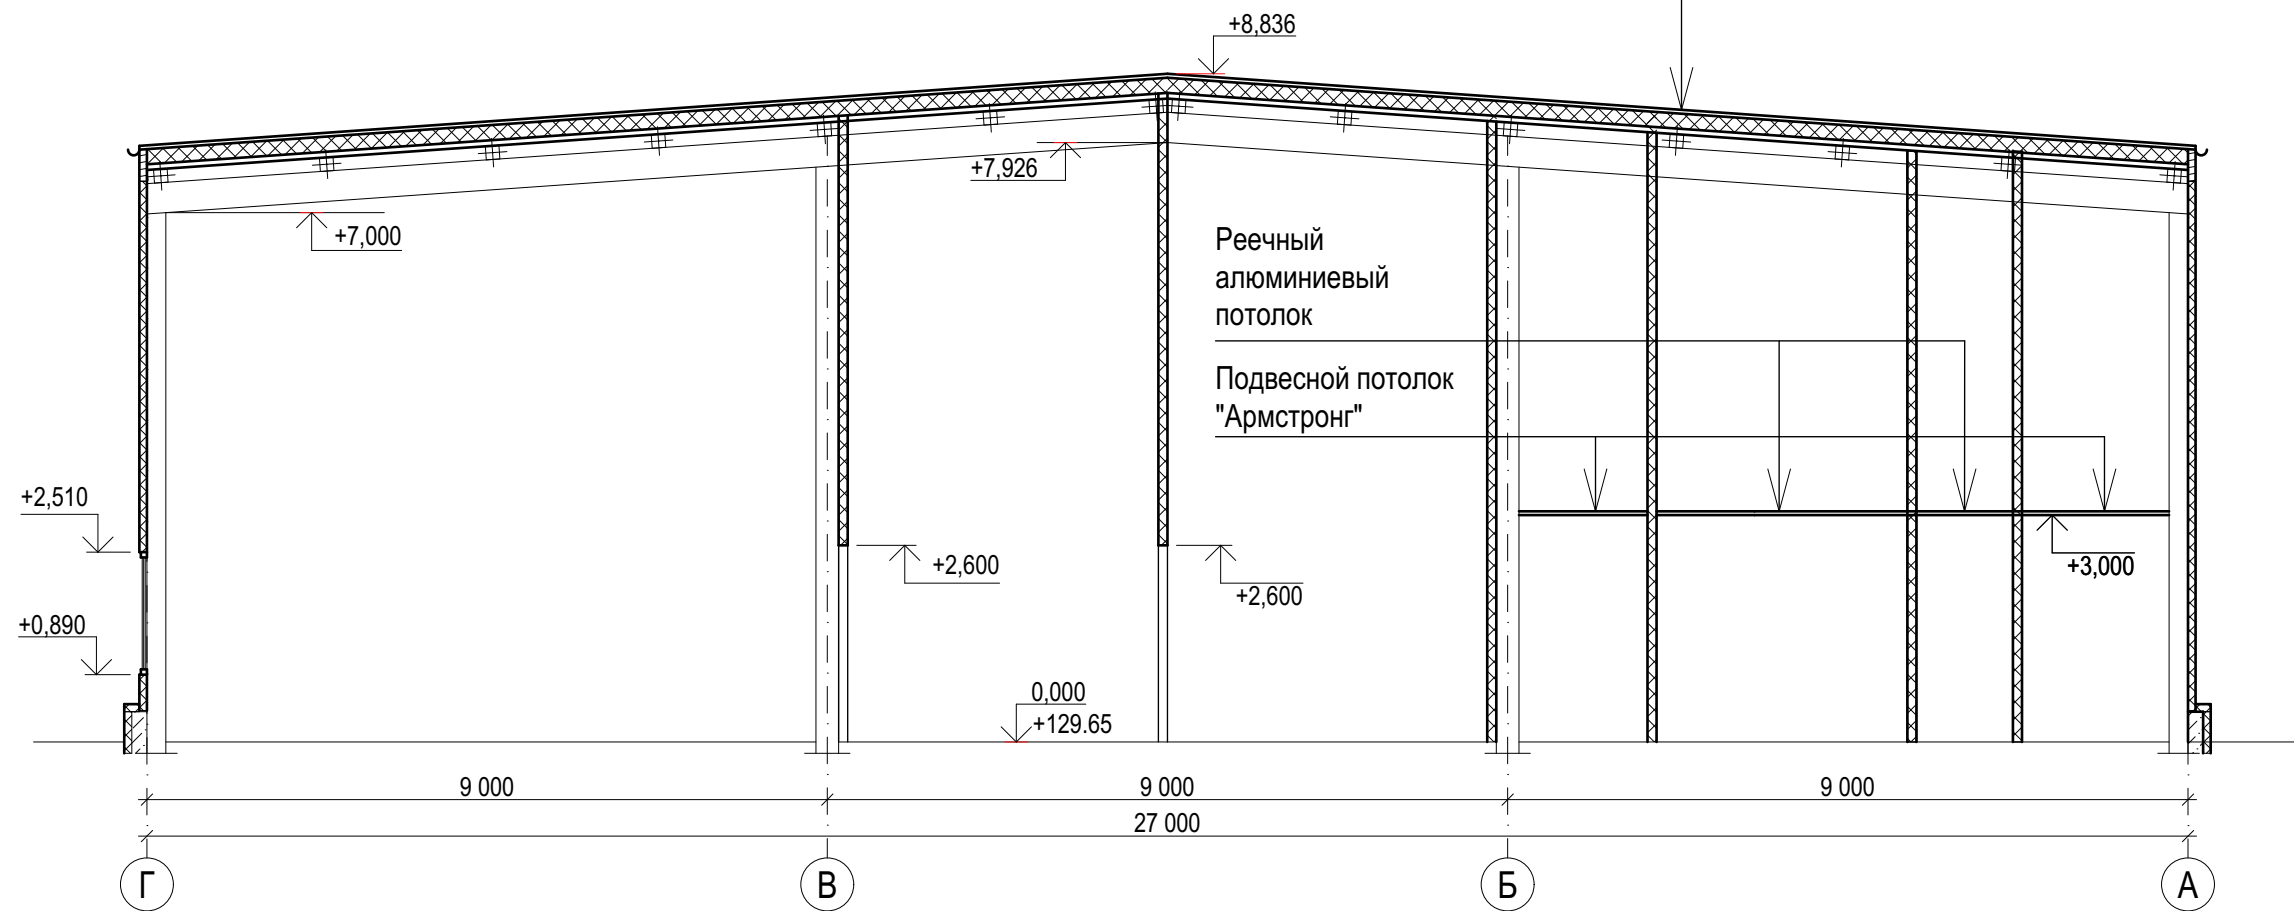 +8,836
+7,926
+7,000
Реечный
алюминиевый
потолок
Подвесной потолок
"Армстронг"
+2,510
+2,600
+2,600
+3,000
+0,890
0,000
+129.65
9 000
9 000
9 000
27 000
Г
В
Б
А